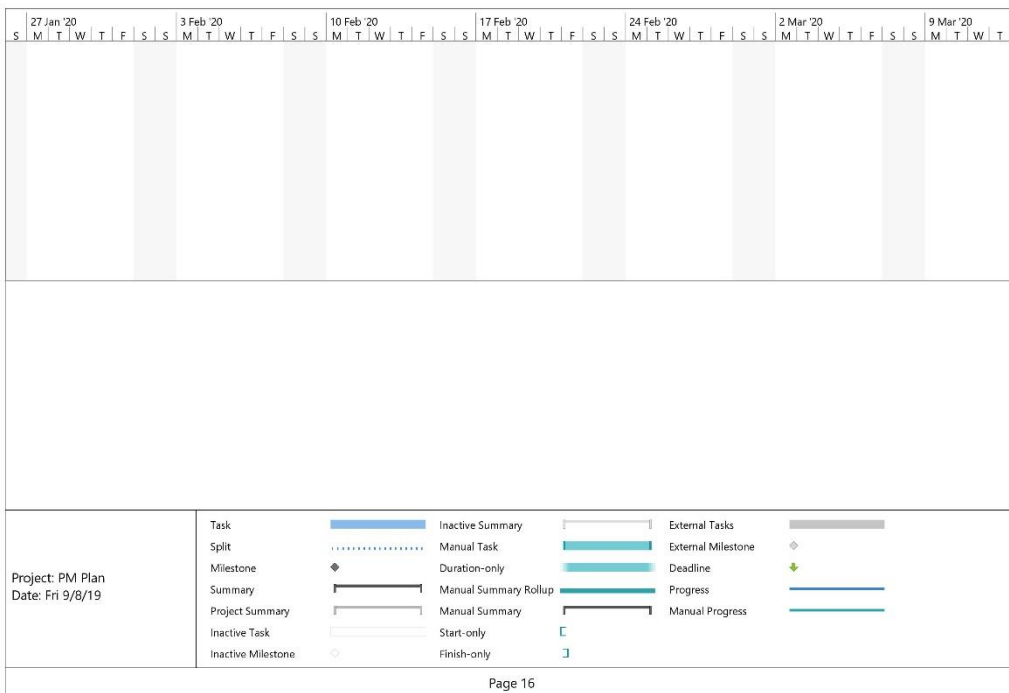 27 Jan '20 3 Feb '20 10 Feb '20 17 Feb '20 24 Feb '20 2 Mar '20 9 Mar '20
S M T W T F S S M T W T F S S M T W T F S S M T W T F S S M T W T F S S M T W T F S S M T W T
Task Inactive Summary External Tasks
Split Manual Task External Milestone
Milestone Duration-only Deadline
Summary Manual Summary Rollup Progress
Project Summary Manual Summary Manual Progress
Inactive Task Start-only
Inactive Milestone Finish-only
Project: PM Plan
Date: Fri 9/8/19
Page 16